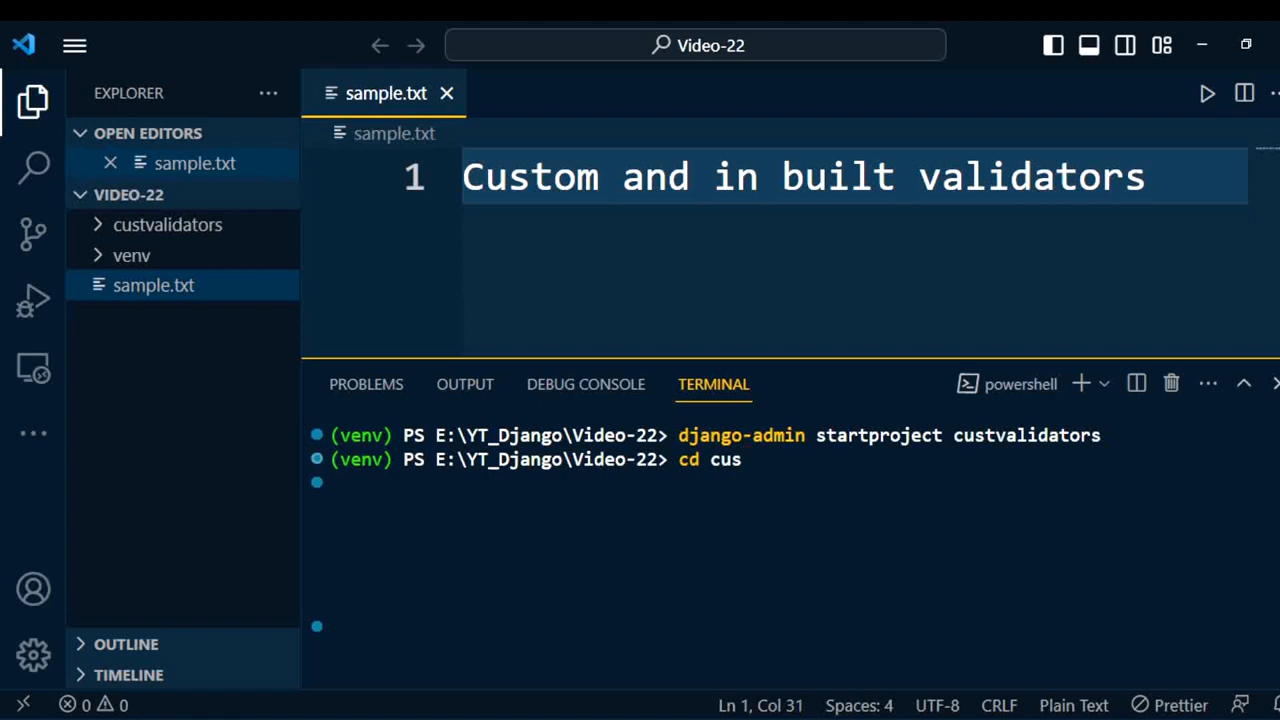 Video-22
EXPLORER
sample.txt
OPEN EDITORS
sample.txt
sample.txt
1 Custom and in built validators
VIDEO-22
custvalidators
venv
sample.txt
PROBLEMS OUTPUT DEBUG CONSOLE TERMINAL powershell
(venv) PS E:\YT_Django\Video-22> django-admin startproject custvalidators
(venv) PS E:\YT_Django\Video-22> cd cus
OUTLINE
TIMELINE
0 0 Ln 1, Col 31 Spaces: 4 UTF-8 CRLF Plain Text Prettier